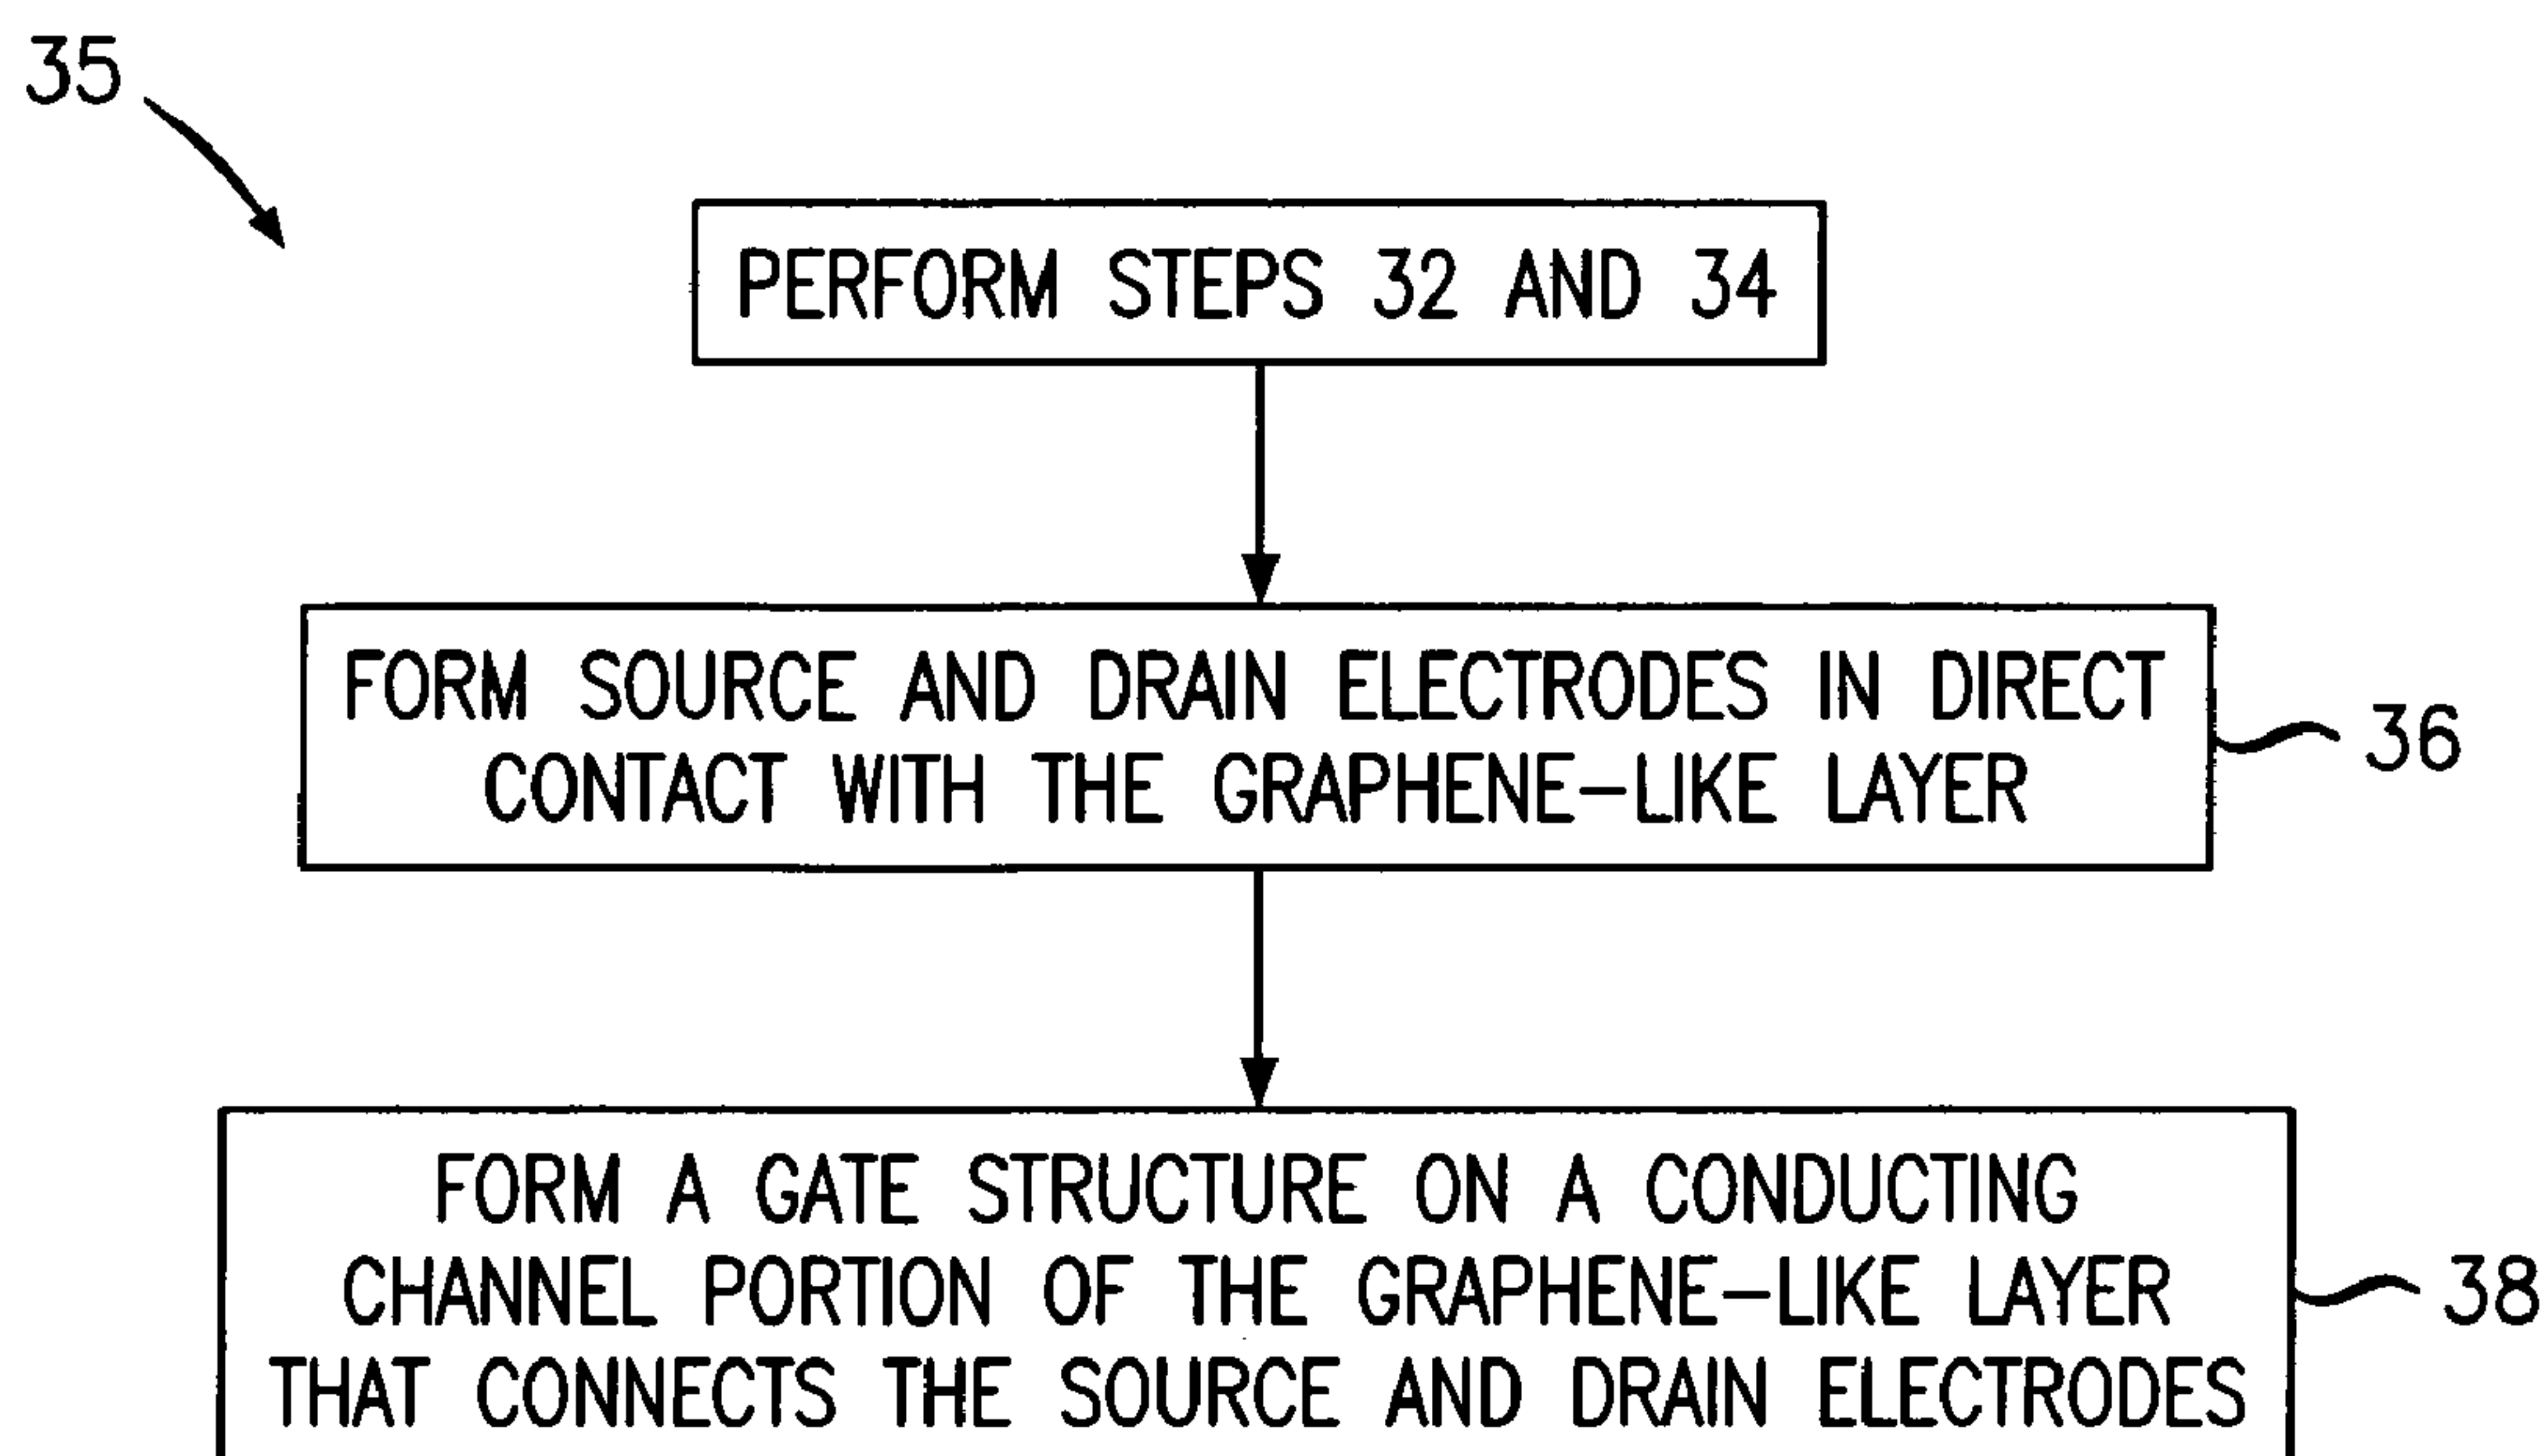 35
PERFORM STEPS 32 AND 34
FORM SOURCE AND DRAIN ELECTRODES IN DIRECT
CONTACT WITH THE GRAPHENE-LIKE LAYER
36
FORM A GATE STRUCTURE ON A CONDUCTING
CHANNEL PORTION OF THE GRAPHENE-LIKE LAYER
THAT CONNECTS THE SOURCE AND DRAIN ELECTRODES
38